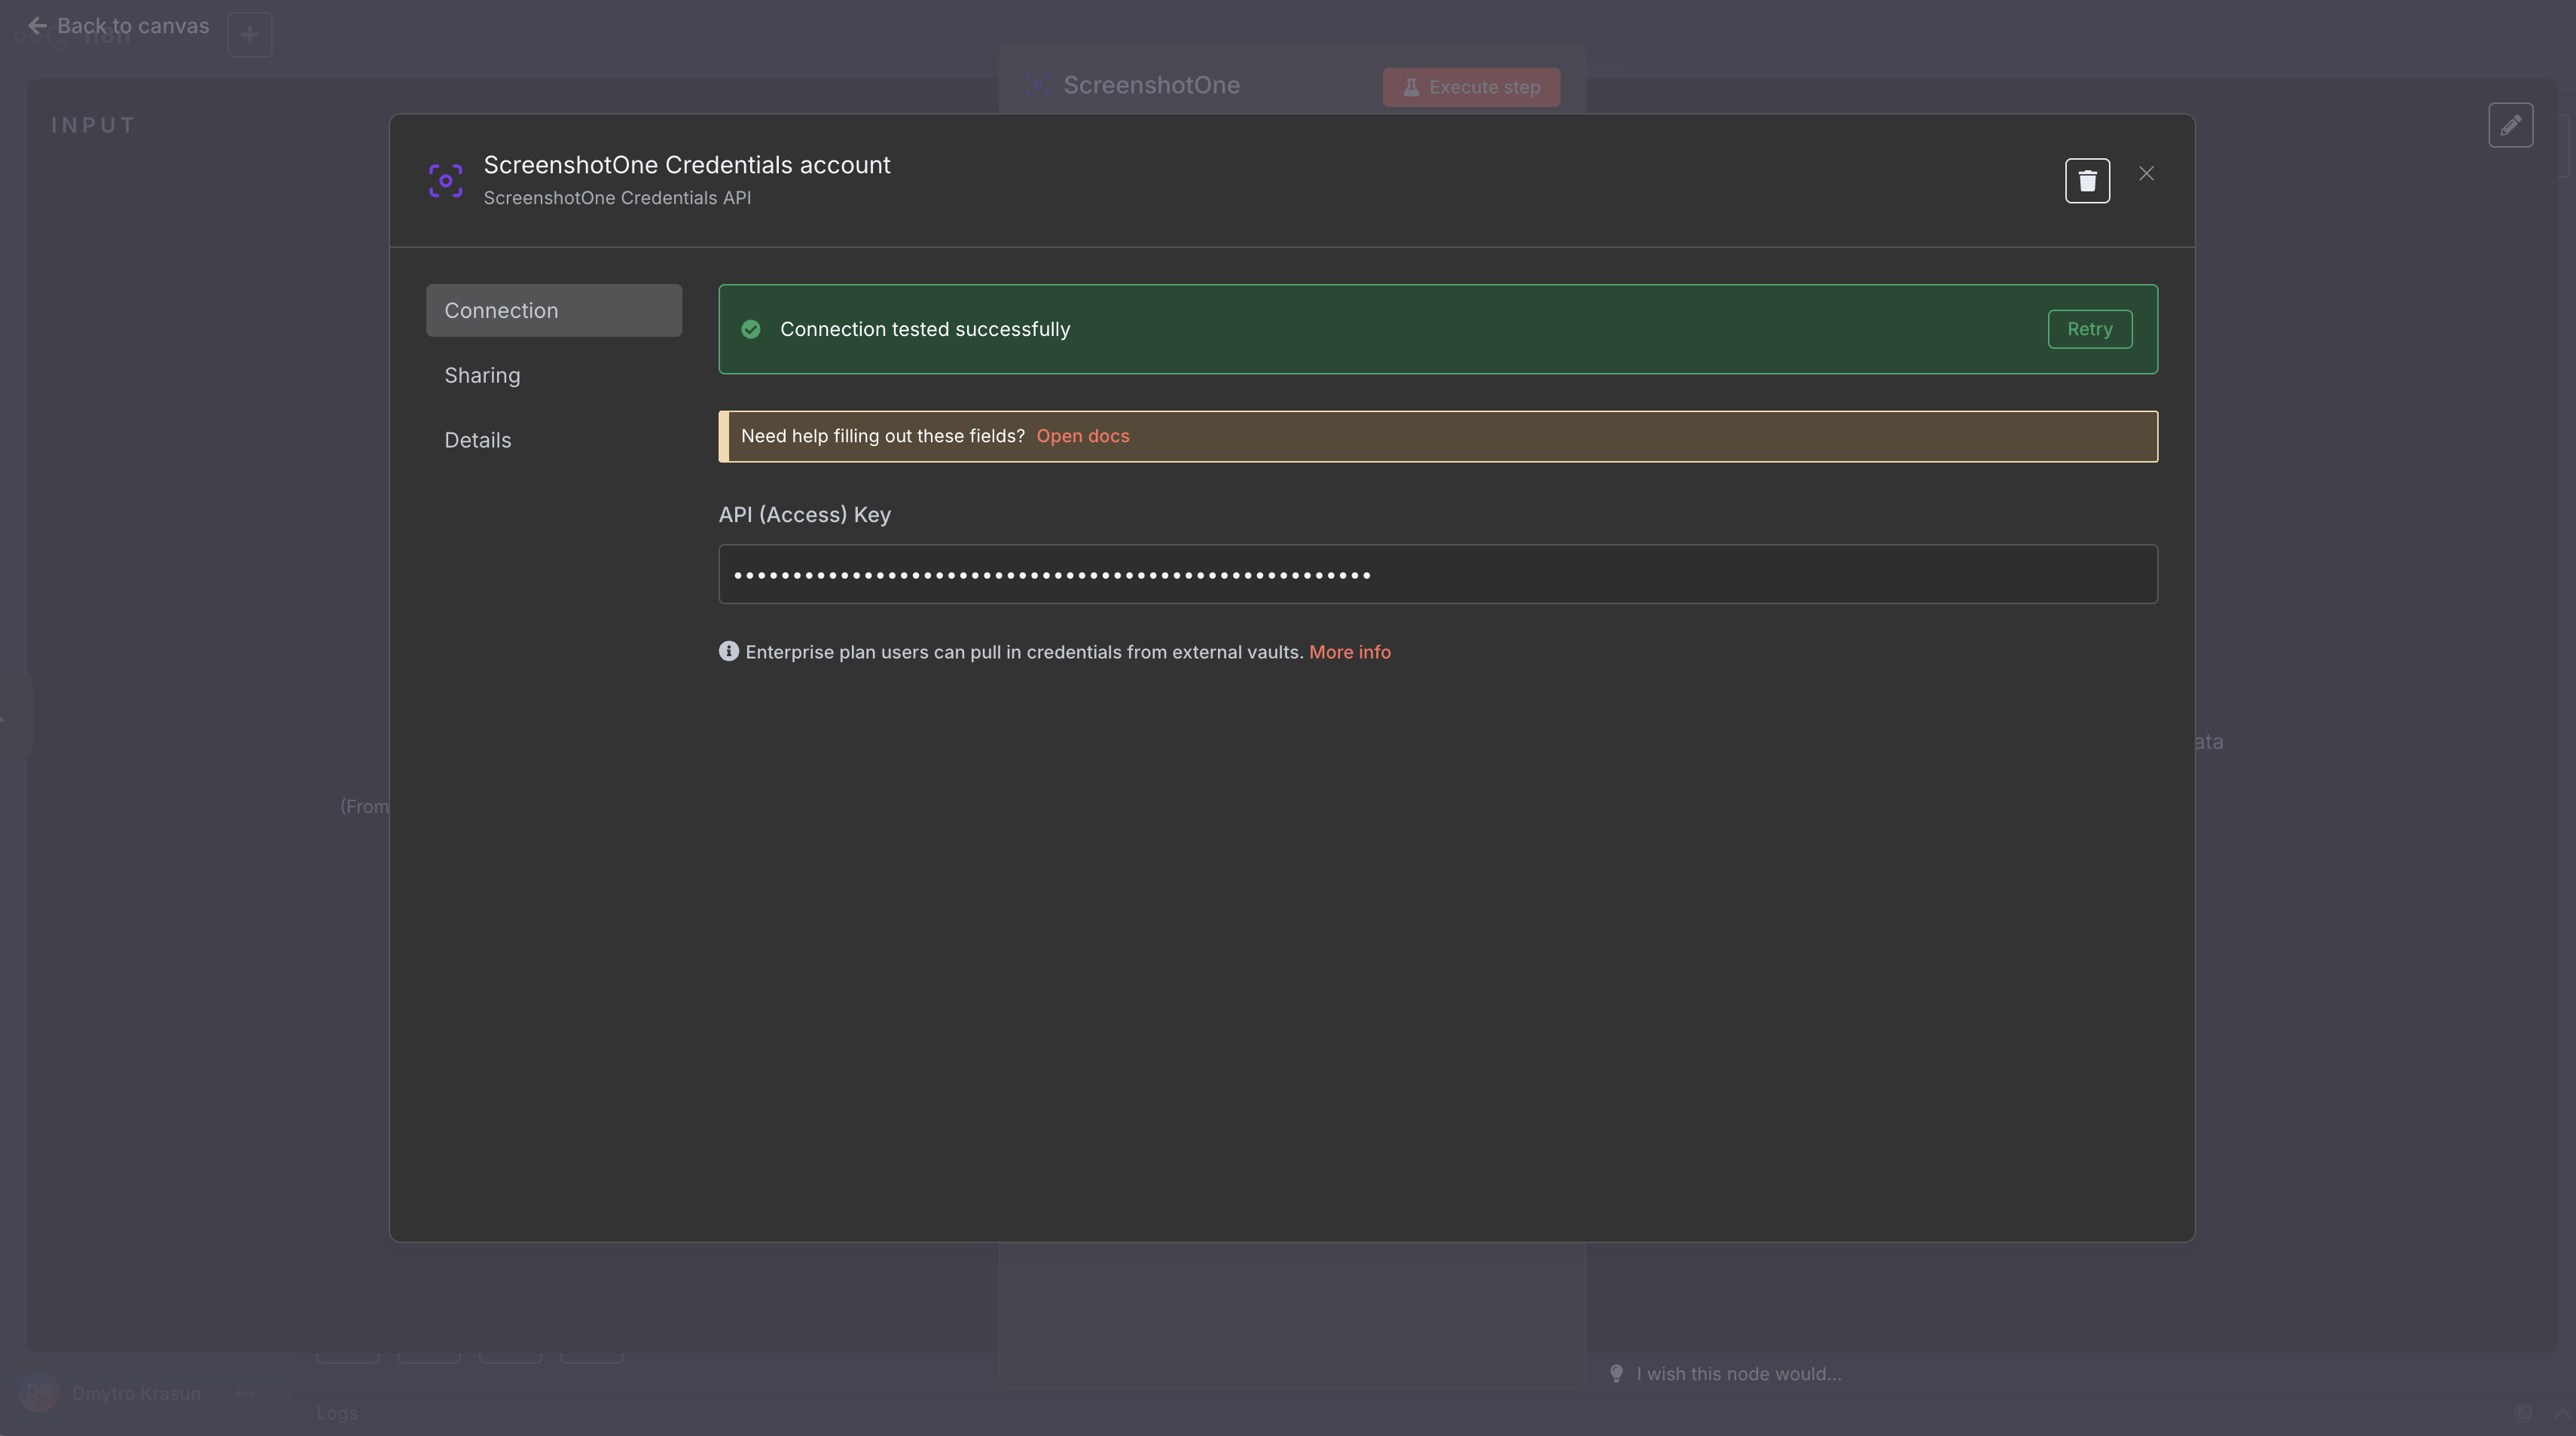 Back to canvas
n8n
ScreenshotOne
Execute step
INPUT
ScreenshotOne Credentials account
ScreenshotOne Credentials API
Connection
Sharing
Details
Connection tested successfully
Retry
Need help filling out these fields? Open docs
API (Access) Key
••••••••••••••••••••••••••••••••••••••••••••••••••••••
Enterprise plan users can pull in credentials from external vaults. More info
ata
(From
I wish this node would...
DK
Dmytro Krasun
Logs